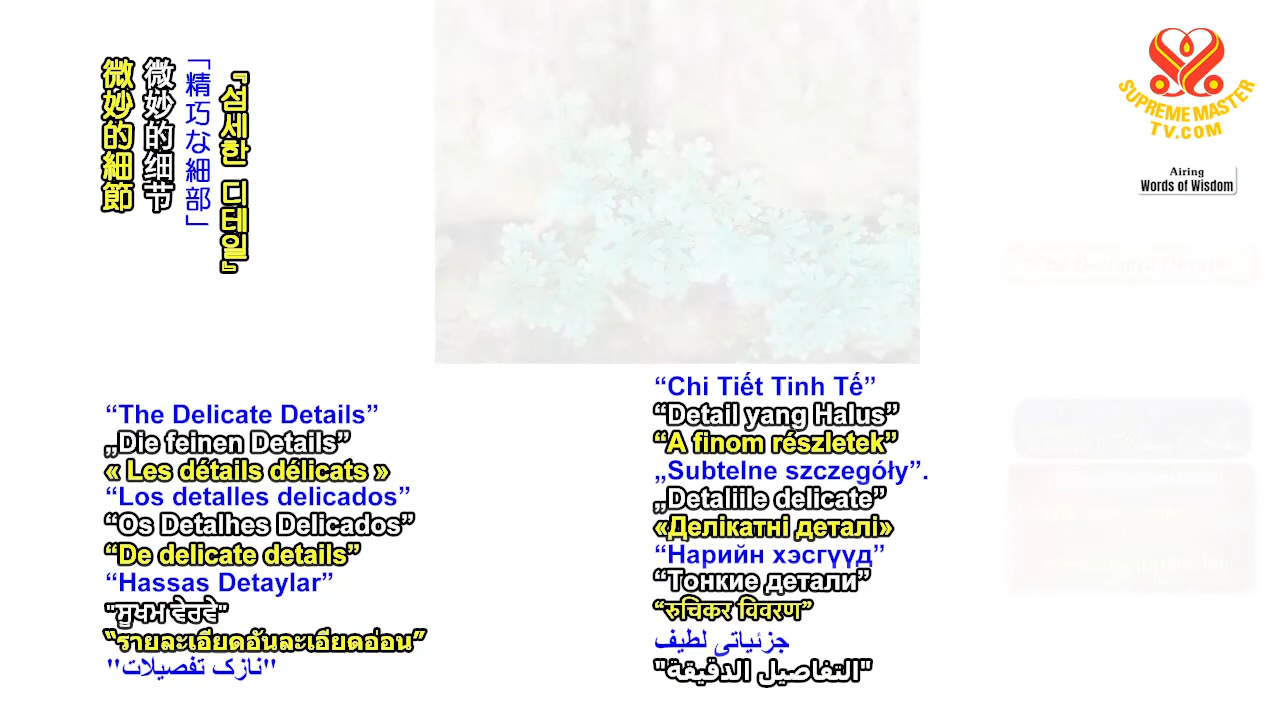 微妙的細節
微妙的细节
「精巧な細部」
『섬세한 디테일』
SUPREME MASTER
TV.COM
Airing
Words of Wisdom
“The Delicate Details”
„Die feinen Details”
« Les détails délicats »
“Los detalles delicados”
“Os Detalhes Delicados”
“De delicate details”
“Hassas Detaylar”
"ਸੂਖਮ ਵੇਰਵੇ"
“รายละเอียดอันละเอียดอ่อน”
"نازک تفصیلات"
“Chi Tiết Tinh Tế”
“Detail yang Halus”
“A finom részletek”
„Subtelne szczegóły”.
„Detaliile delicate”
«Делікатні деталі»
“Нарийн хэсгүүд”
“Тонкие детали”
“रुचिकर विवरण”
جزئیاتی لطیف
"التفاصيل الدقيقة"